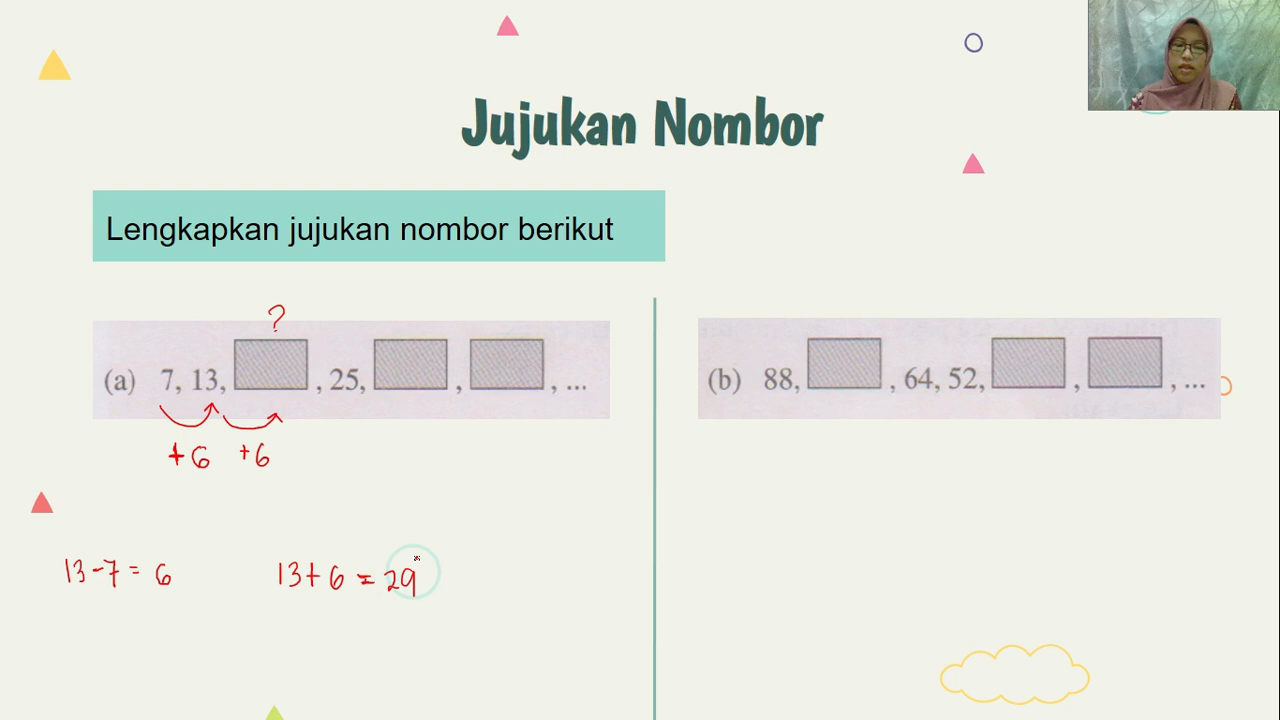 Jujukan Nombor
Lengkapkan jujukan nombor berikut
?
(a) 7, 13, , 25, , , ...
+6 +6
13-7=6
13+6=29
(b) 88, , 64, 52, , , ...